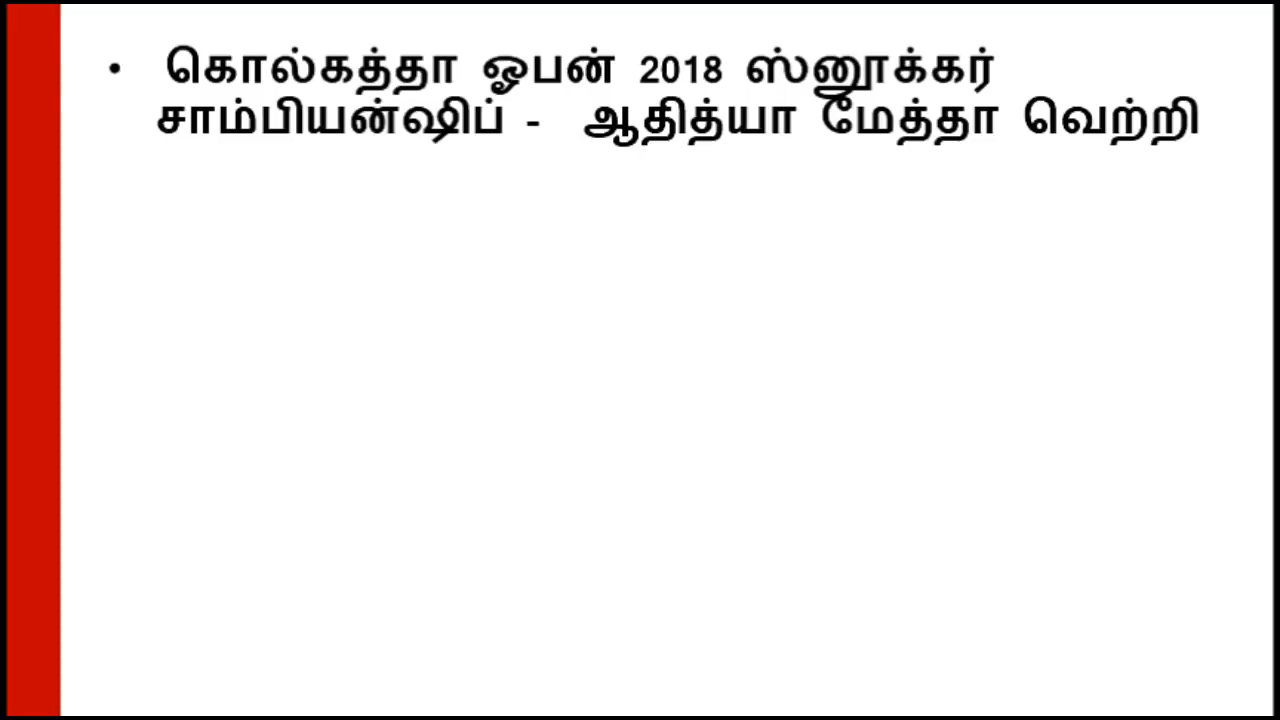 • கொல்கத்தா ஓபன் 2018 ஸ்னூக்கர்
சாம்பியன்ஷிப் - ஆதித்யா மேத்தா வெற்றி